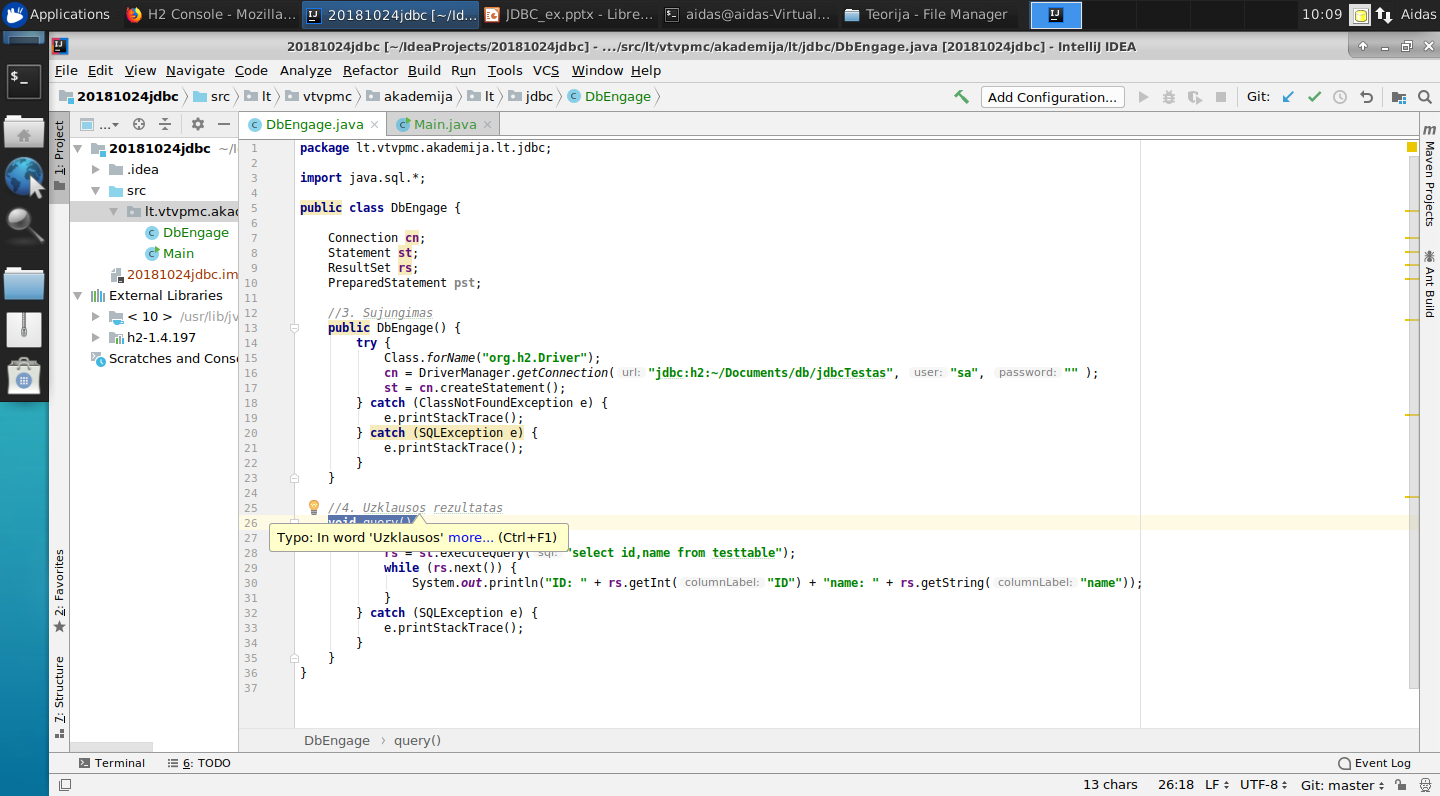 Applications
H2 Console - Mozilla...
20181024jdbc [~/Id...
JDBC_ex.pptx - Libre...
aidas@aidas-Virtual...
Teorija - File Manager
10:09
Aidas
20181024jdbc [~/IdeaProjects/20181024jdbc] - .../src/lt/vtvpmc/akademija/lt/jdbc/DbEngage.java [20181024jdbc] - IntelliJ IDEA
File Edit View Navigate Code Analyze Refactor Build Run Tools VCS Window Help
20181024jdbc src lt vtvpmc akademija lt jdbc DbEngage
Add Configuration...
Git:
1: Project
2: Favorites
7: Structure
...
20181024jdbc ~/I
.idea
src
lt.vtvpmc.akad
DbEngage
Main
20181024jdbc.im
External Libraries
< 10 > /usr/lib/jv
h2-1.4.197
Scratches and Conso
DbEngage.java
Main.java
1 package lt.vtvpmc.akademija.lt.jdbc;
2
3 import java.sql.*;
4
5 public class DbEngage {
6
7 Connection cn;
8 Statement st;
9 ResultSet rs;
10 PreparedStatement pst;
11
12 //3. Sujungimas
13 public DbEngage() {
14 try {
15 Class.forName("org.h2.Driver");
16 cn = DriverManager.getConnection( url: "jdbc:h2:~/Documents/db/jdbcTestas", user: "sa", password: "" );
17 st = cn.createStatement();
18 } catch (ClassNotFoundException e) {
19 e.printStackTrace();
20 } catch (SQLException e) {
21 e.printStackTrace();
22 }
23 }
24
25 //4. Uzklausos rezultatas
26 void query()
Typo: In word 'Uzklausos' more... (Ctrl+F1)
27
28 rs = st.executeQuery( sql: "select id,name from testtable");
29 while (rs.next()) {
30 System.out.println("ID: " + rs.getInt( columnLabel: "ID") + "name: " + rs.getString( columnLabel: "name"));
31 }
32 } catch (SQLException e) {
33 e.printStackTrace();
34 }
35 }
36 }
37
DbEngage › query()
m Maven Projects
Ant Build
Terminal
6: TODO
Event Log
13 chars 26:18 LF UTF-8 Git: master